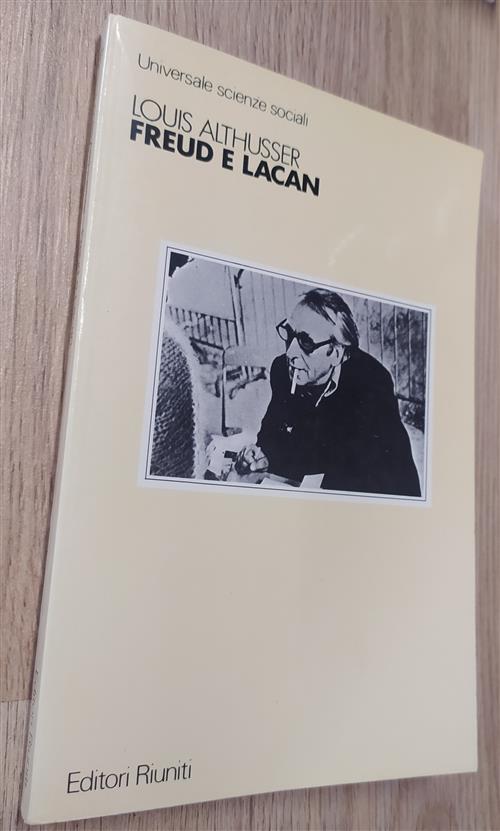 Universale scienze sociali
LOUIS ALTHUSSER
FREUD E LACAN
Editori Riuniti